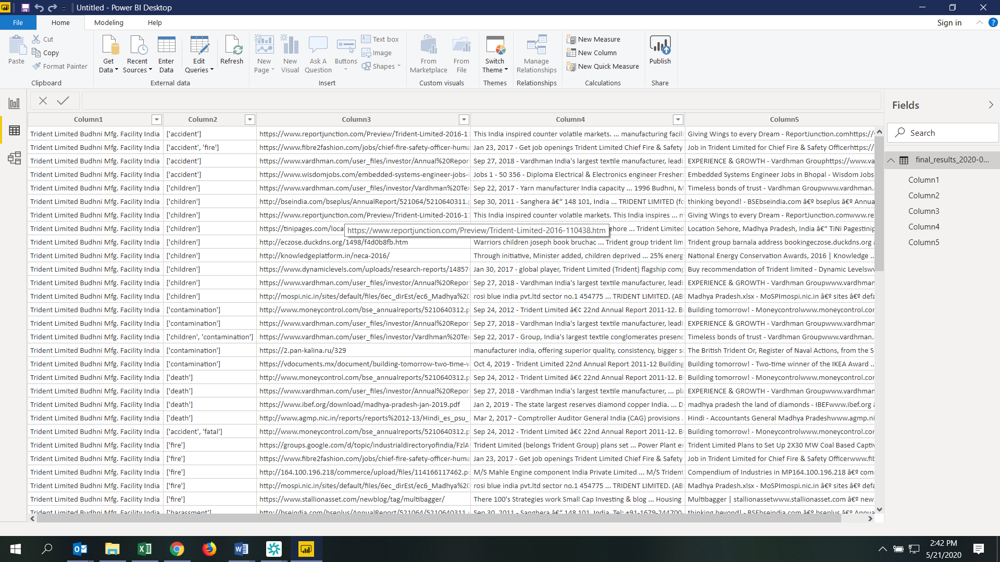 Untitled - Power BI Desktop
File Home Modeling Help Sign in
Paste Cut Copy Format Painter Clipboard
Get Data Recent Sources Enter Data Edit Queries Refresh External data
New Page New Visual Ask A Question Buttons Text box Image Shapes Insert
From Marketplace From File Custom visuals
Switch Theme Themes
Manage Relationships Relationships
New Measure New Column New Quick Measure Calculations
Publish Share
Column1 Column2 Column3 Column4 Column5
Trident Limited Budhni Mfg. Facility India ['accident'] https://www.reportjunction.com/Preview/Trident-Limited-2016-11 This India inspired counter volatile markets. ... manufacturing facili Giving Wings to every Dream - ReportJunction.comhttps://
Trident Limited Budhni Mfg. Facility India ['accident', 'fire'] https://www.fibre2fashion.com/jobs/chief-fire-safety-officer-huma Jan 23, 2017 - Get job openings Trident Limited Chief Fire & Safety Job in Trident Limited for Chief Fire & Safety Officerhttps://
Trident Limited Budhni Mfg. Facility India ['accident'] https://www.vardhman.com/user_files/investor/Annual%20Repor Sep 27, 2018 - Vardhman India's largest textile manufacturer, leadi EXPERIENCE & GROWTH - Vardhman Grouphttps://www.va
Trident Limited Budhni Mfg. Facility India ['accident'] https://www.wisdomjobs.com/embedded-systems-engineer-jobs-i Jobs 1 - 50 356 - Diploma Electrical & Electronics engineer Freshers Embedded Systems Engineer Jobs in Bhopal - Wisdom Jobs
Trident Limited Budhni Mfg. Facility India ['children'] https://www.vardhman.com/user_files/investor/Vardhman%20Te Sep 22, 2017 - Yarn manufacturer India capacity ... 1996 Budhni, M Timeless bonds of trust - Vardhman Groupwww.vardhman.
Trident Limited Budhni Mfg. Facility India ['children'] http://bseindia.com/bseplus/AnnualReport/521064/5210640311.p Sep 30, 2011 - Sanghera â€“ 148 101, India ... TRIDENT LIMITED (fo thinking beyond! - BSEbseindia.com â€º bseplus â€º Annua
Trident Limited Budhni Mfg. Facility India ['children'] https://www.reportjunction.com/Preview/Trident-Limited-2016-11 This India inspired counter volatile markets. This India inspires ... m Giving Wings to every Dream - ReportJunction.comwww.re
Trident Limited Budhni Mfg. Facility India ['children'] https://tinipages.com/loca https://www.reportjunction.com/Preview/Trident-Limited-2016-110438.htm ehore ... Trident Limited Location Sehore, Madhya Pradesh, India â€“ TiNi Pagestinip
Trident Limited Budhni Mfg. Facility India ['children'] http://eczose.duckdns.org/1498/f4d0b8fb.htm Warriors children joseph book bruchac ... Trident group trident lim Trident group barnala address bookingeczose.duckdns.org
Trident Limited Budhni Mfg. Facility India ['children'] http://knowledgeplatform.in/neca-2016/ Through initiative, Minister added, children deprived ... 25% energ National Energy Conservation Awards, 2016 | Knowledge ...
Trident Limited Budhni Mfg. Facility India ['children'] https://www.dynamiclevels.com/uploads/research-reports/14857 Jan 30, 2017 - global player, Trident Limited (Trident) flagship comp Buy recommendation of Trident limited - Dynamic Levelsw
Trident Limited Budhni Mfg. Facility India ['children'] https://www.vardhman.com/user_files/investor/Annual%20Repor Sep 27, 2018 - Vardhman India's largest textile manufacturer, leadi EXPERIENCE & GROWTH - Vardhman Groupwww.vardhman
Trident Limited Budhni Mfg. Facility India ['children'] http://mospi.nic.in/sites/default/files/6ec_dirEst/ec6_Madhya%20 rosi blue india pvt.ltd sector no.1 454775 ... TRIDENT LIMITED. (AB Madhya Pradesh.xlsx - MoSPImospi.nic.in â€º sites â€º defa
Trident Limited Budhni Mfg. Facility India ['contamination'] http://www.moneycontrol.com/bse_annualreports/5210640312.p Sep 24, 2012 - Trident Limited â€¢ 22nd Annual Report 2011-12. B Building tomorrow! - Moneycontrolwww.moneycontrol.con
Trident Limited Budhni Mfg. Facility India ['contamination'] https://www.vardhman.com/user_files/investor/Annual%20Repor Sep 27, 2018 - Vardhman India's largest textile manufacturer, leadi EXPERIENCE & GROWTH - Vardhman Groupwww.vardhman
Trident Limited Budhni Mfg. Facility India ['children', 'contamination'] https://www.vardhman.com/user_files/investor/Vardhman%20Te Sep 22, 2017 - Group, India's largest textile conglomerates presenc Timeless bonds of trust - Vardhman Groupwww.vardhman.
Trident Limited Budhni Mfg. Facility India ['contamination'] https://2.pan-kalina.ru/329 manufacturer india, offering superior quality, consistency, bigger sc The British Trident Or, Register of Naval Actions, from the S
Trident Limited Budhni Mfg. Facility India ['contamination'] https://vdocuments.mx/document/building-tomorrow-two-time-w Oct 4, 2019 - Trident Limited 22nd Annual Report 2011-12 Building Building tomorrow! - Two-time winner of the IKEA Award ...
Trident Limited Budhni Mfg. Facility India ['death'] http://www.moneycontrol.com/bse_annualreports/5210640312.p Sep 24, 2012 - Trident Limited â€¢ 22nd Annual Report 2011-12. B Building tomorrow! - Moneycontrolwww.moneycontrol.con
Trident Limited Budhni Mfg. Facility India ['death'] https://www.vardhman.com/user_files/investor/Annual%20Repor Sep 27, 2018 - Vardhman India's largest textile manufacturer, ... pla EXPERIENCE & GROWTH - Vardhman Groupwww.vardhman
Trident Limited Budhni Mfg. Facility India ['death'] https://www.ibef.org/download/madhya-pradesh-jan-2019.pdf Jan 2, 2019 - The state largest reserves diamond copper India. ... D madhya pradesh the land of diamonds - IBEFwww.ibef.org
Trident Limited Budhni Mfg. Facility India ['death'] http://www.agmp.nic.in/reports/reports%2012-13/Hindi_es_psu_ Mar 2, 2017 - Comptroller Auditor General India (CAG) provisions . Hindi - Accountants General Madhya Pradeshwww.agmp.ni
Trident Limited Budhni Mfg. Facility India ['accident', 'fatal'] http://www.moneycontrol.com/bse_annualreports/5210640312.p Sep 24, 2012 - Trident Limited â€¢ 22nd Annual Report 2011-12. B Building tomorrow! - Moneycontrolwww.moneycontrol.con
Trident Limited Budhni Mfg. Facility India ['fire'] https://groups.google.com/d/topic/industrialdirectoryofindia/FzlA Trident Limited (belongs Trident Group) plans set ... Power Plant ex Trident Limited Plans to Set Up 2X30 MW Coal Based Captiv
Trident Limited Budhni Mfg. Facility India ['fire'] https://www.fibre2fashion.com/jobs/chief-fire-safety-officer-huma Jan 23, 2017 - Get job openings Trident Limited Chief Fire & Safety Job in Trident Limited for Chief Fire & Safety Officerwww.fib
Trident Limited Budhni Mfg. Facility India ['fire'] http://164.100.196.218/commerce/upload/files/114166117462.pd M/S Mahle Engine component India Private Limited ... M/S Trident Compendium of Industries in MP164.100.196.218 â€º com
Trident Limited Budhni Mfg. Facility India ['fire'] http://mospi.nic.in/sites/default/files/6ec_dirEst/ec6_Madhya%20 rosi blue india pvt.ltd sector no.1 454775 ... TRIDENT LIMITED. (AB Madhya Pradesh.xlsx - MoSPImospi.nic.in â€º sites â€º defa
Trident Limited Budhni Mfg. Facility India ['fire'] https://www.stallionasset.com/newblog/tag/multibagger/ There 100's Strategies work Small Cap Investing & blog ... Housing Multibagger | stallionassetwww.stallionasset.com â€º new
Trident Limited Budhni Mfg. Facility India ['harassment'] http://bseindia.com/bseplus/AnnualReport/521064/5210640311.p Sep 30, 2011 - Sanghera â€“ 148 101, India. Tel: +91-1679-244700- thinking beyond! - BSEbseindia.com â€º bseplus â€º Annua
Fields
Search
final_results_2020-0...
Column1
Column2
Column3
Column4
Column5
2:42 PM
5/21/2020